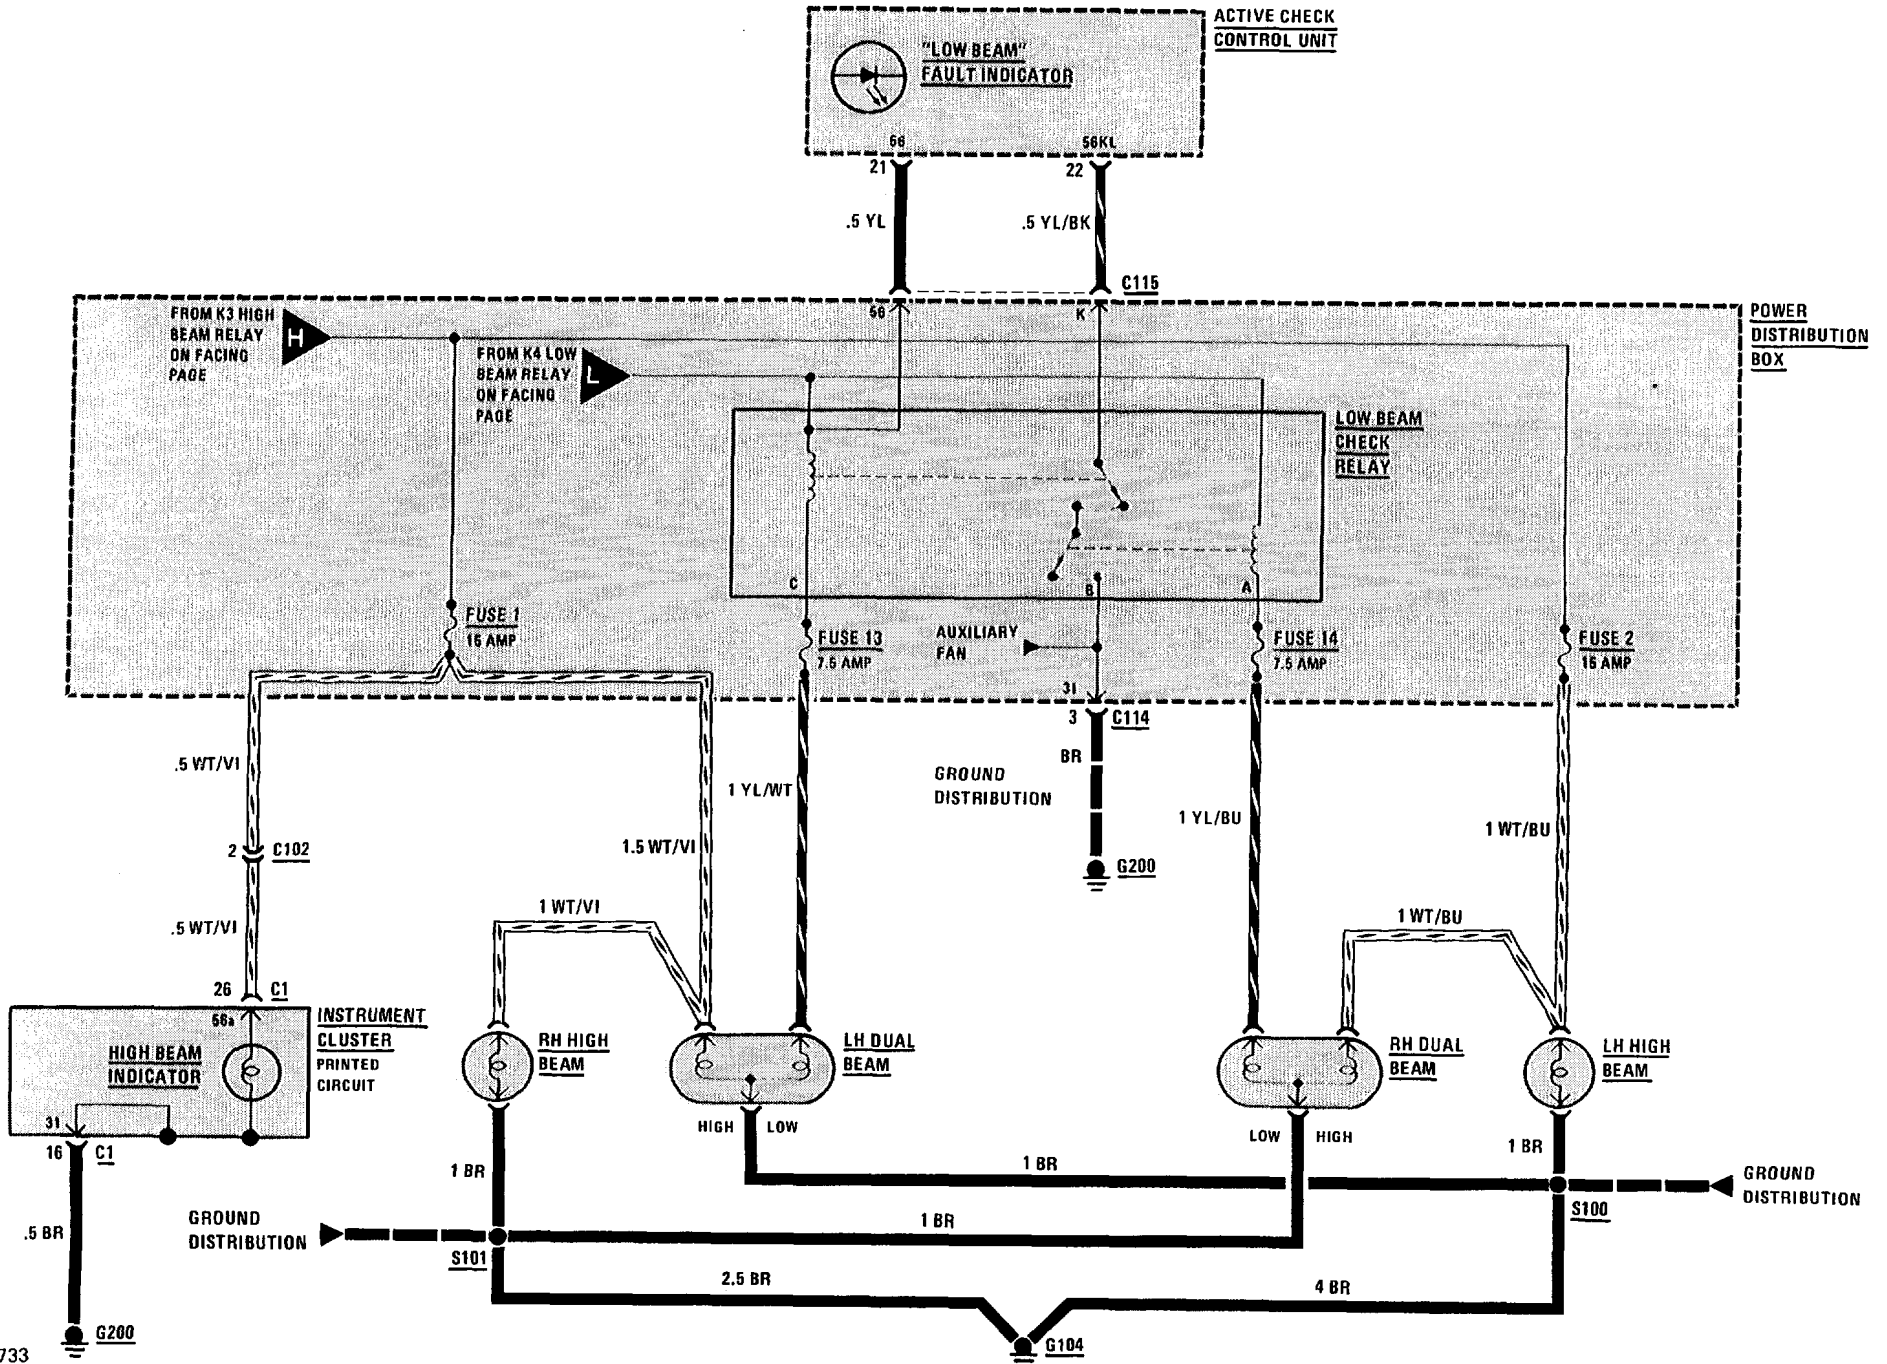 ACTIVE CHECK
CONTROL UNIT
"LOW BEAM"
FAULT INDICATOR
56
56KL
21
22
.5 YL
.5 YL/BK
C115
FROM K3 HIGH
BEAM RELAY
ON FACING
PAGE
H
56
K
POWER
DISTRIBUTION
BOX
FROM K4 LOW
BEAM RELAY
ON FACING
PAGE
L
LOW BEAM
CHECK
RELAY
C
B
A
FUSE 1
15 AMP
FUSE 13
7.5 AMP
AUXILIARY
FAN
FUSE 14
7.5 AMP
FUSE 2
15 AMP
31
3
C114
.5 WT/VI
BR
1 YL/WT
GROUND
DISTRIBUTION
1 YL/BU
1 WT/BU
2
C102
1.5 WT/VI
G200
.5 WT/VI
1 WT/VI
1 WT/BU
26
C1
56a
INSTRUMENT
CLUSTER
PRINTED
CIRCUIT
HIGH BEAM
INDICATOR
RH HIGH
BEAM
LH DUAL
BEAM
RH DUAL
BEAM
LH HIGH
BEAM
31
16
C1
HIGH
LOW
LOW
HIGH
1 BR
1 BR
1 BR
GROUND
DISTRIBUTION
S100
GROUND
DISTRIBUTION
.5 BR
1 BR
S101
2.5 BR
4 BR
G200
G104
733